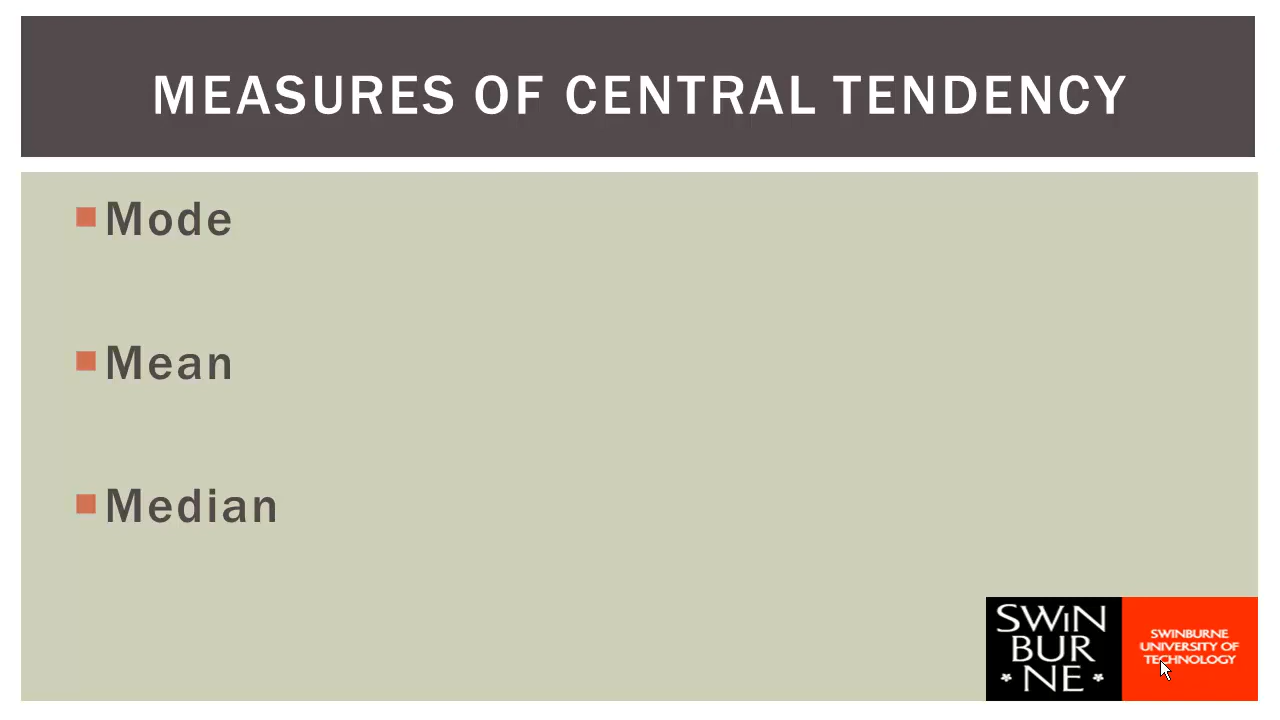 MEASURES OF CENTRAL TENDENCY
Mode
Mean
Median
SWiN
BUR
NE
SWINBURNE
UNIVERSITY OF
TECHNOLOGY